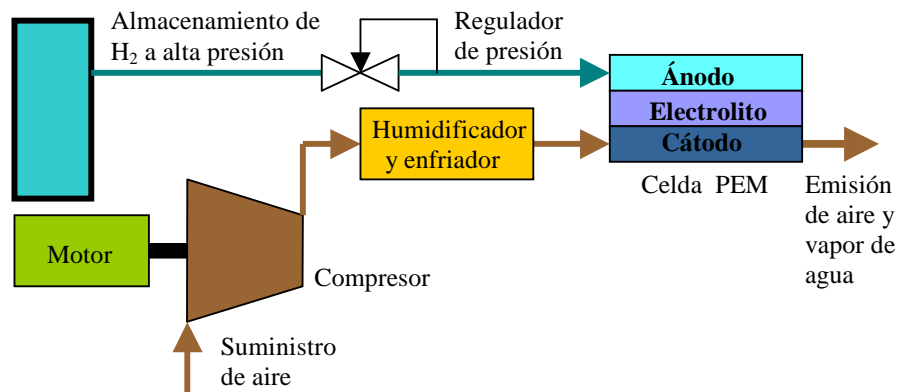 Almacenamiento de
H₂ a alta presión
Regulador
de presión
Ánodo
Electrolito
Cátodo
Humidificador
y enfriador
Celda PEM
Emisión
de aire y
vapor de
agua
Motor
Compresor
Suministro
de aire